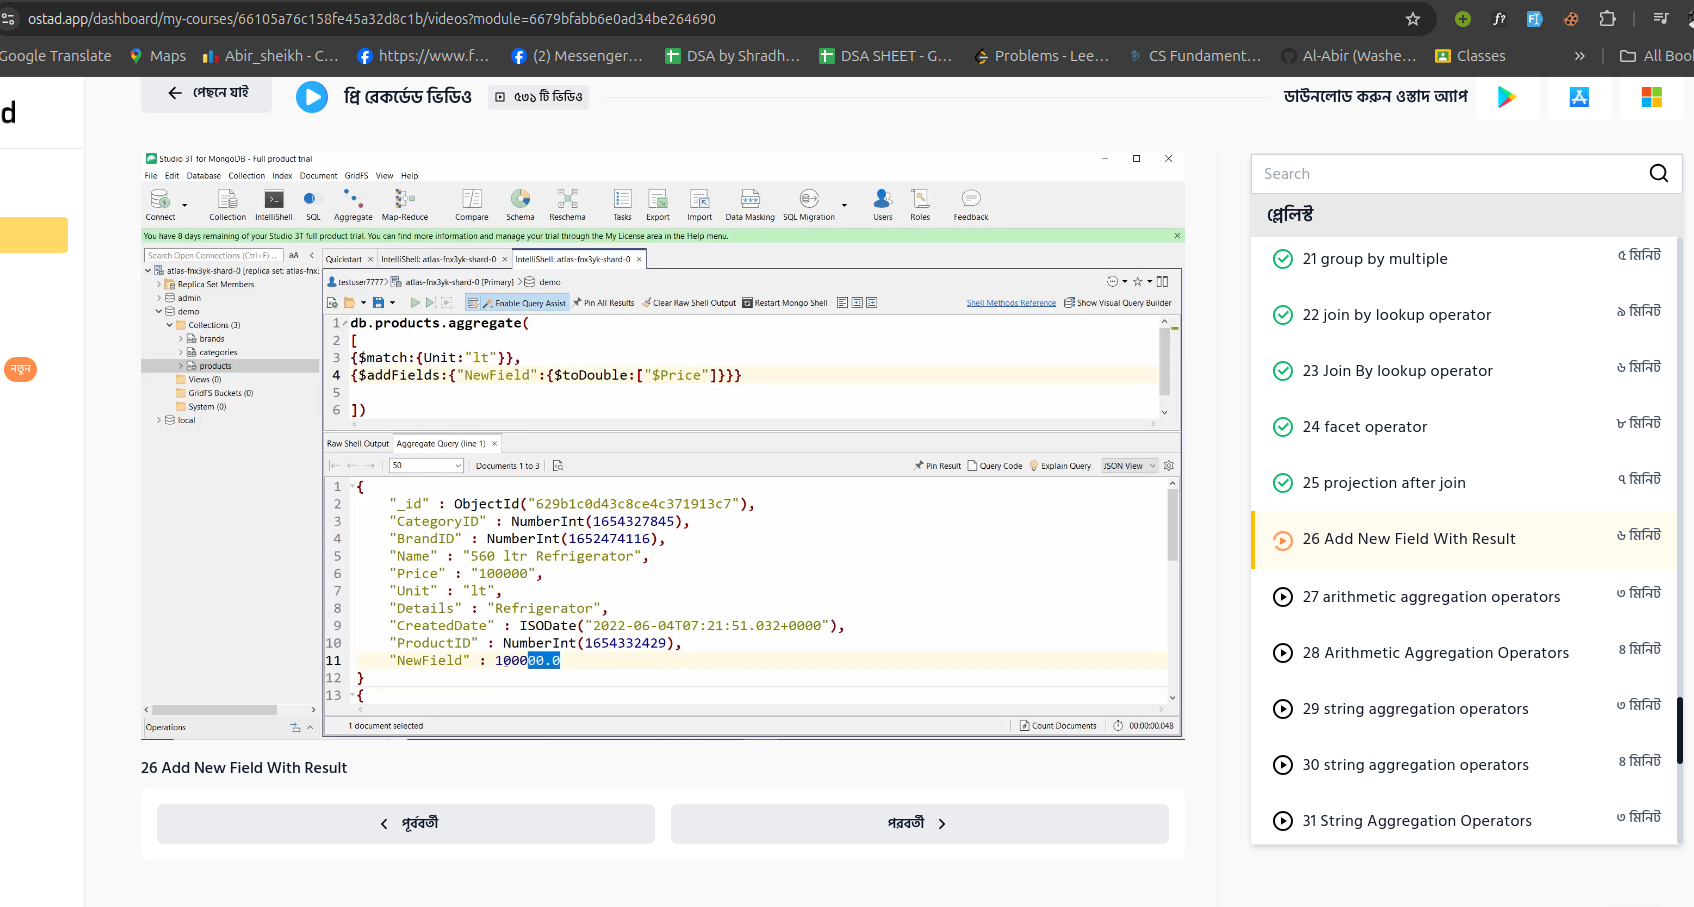 ostad.app/dashboard/my-courses/66105a76c158fe45a32d8c1b/videos?module=6679bfabb6e0ad34be264690
Google Translate Maps Abir_sheikh - C... https://www.f... (2) Messenger... DSA by Shradh... DSA SHEET - G... Problems - Lee... CS Fundament... Al-Abir (Washe... Classes » All Boo
d
নতুন
পেছনে যাই
প্রি রেকর্ডেড ভিডিও
৫৩১ টি ভিডিও
ডাউনলোড করুন ওস্তাদ অ্যাপ
Studio 3T for MongoDB - Full product trial
File Edit Database Collection Index Document GridFS View Help
Connect Collection IntelliShell SQL Aggregate Map-Reduce Compare Schema Reschema Tasks Export Import Data Masking SQL Migration Users Roles Feedback
You have 8 days remaining of your Studio 3T full product trial. You can find more information and manage your trial through the My License area in the Help menu.
Search Open Connections (Ctrl+F) ... aA
atlas-fnx3yk-shard-0 [replica set: atlas-fnx3
Replica Set Members
admin
demo
Collections (3)
brands
categories
products
Views (0)
GridFS Buckets (0)
System (0)
local
Operations
Quickstart IntelliShell: atlas-fnx3yk-shard-0 IntelliShell: atlas-fnx3yk-shard-0
testuser7777 > atlas-fnx3yk-shard-0 [Primary] > demo
Enable Query Assist. Pin All Results Clear Raw Shell Output Restart Mongo Shell Shell Methods Reference Show Visual Query Builder
1 db.products.aggregate(
2 [
3 {$match:{Unit:"lt"}},
4 {$addFields:{"NewField":{$toDouble:["$Price"]}}}
5
6 ])
Raw Shell Output Aggregate Query (line 1)
50 Documents 1 to 3 Pin Result Query Code Explain Query JSON View
1 {
2 "_id" : ObjectId("629b1c0d43c8ce4c371913c7"),
3 "CategoryID" : NumberInt(1654327845),
4 "BrandID" : NumberInt(1652474116),
5 "Name" : "560 ltr Refrigerator",
6 "Price" : "100000",
7 "Unit" : "lt",
8 "Details" : "Refrigerator",
9 "CreatedDate" : ISODate("2022-06-04T07:21:51.032+0000"),
10 "ProductID" : NumberInt(1654332429),
11 "NewField" : 100000.0
12 }
13 {
1 document selected Count Documents 00:00:00.048
26 Add New Field With Result
পূর্ববর্তী
পরবর্তী
Search
প্লেলিস্ট
21 group by multiple ৫ মিনিট
22 join by lookup operator ৯ মিনিট
23 Join By lookup operator ৬ মিনিট
24 facet operator ৮ মিনিট
25 projection after join ৭ মিনিট
26 Add New Field With Result ৬ মিনিট
27 arithmetic aggregation operators ৩ মিনিট
28 Arithmetic Aggregation Operators ৪ মিনিট
29 string aggregation operators ৩ মিনিট
30 string aggregation operators ৪ মিনিট
31 String Aggregation Operators ৩ মিনিট